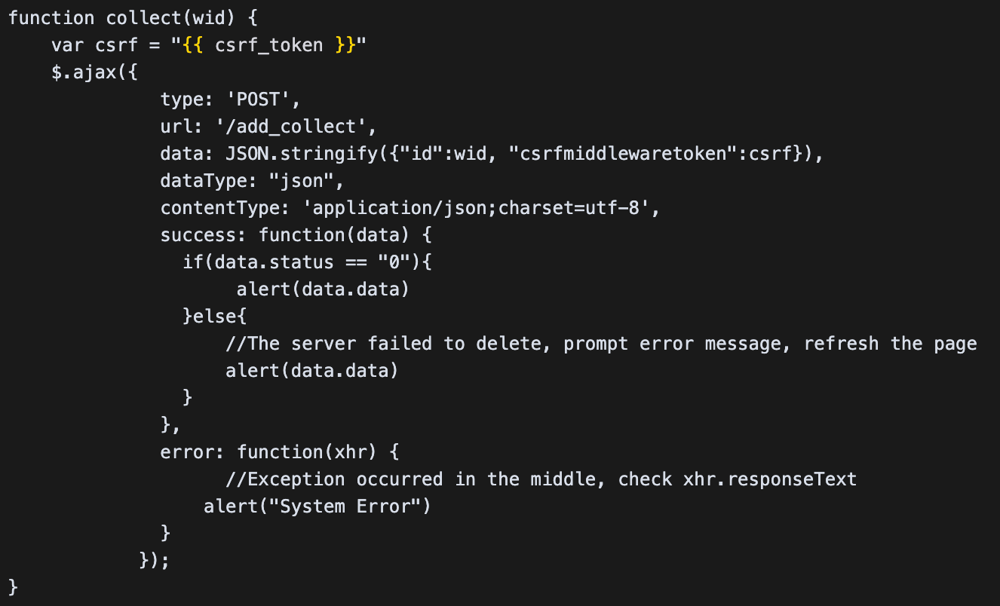 function collect(wid) {
    var csrf = "{{ csrf_token }}"
    $.ajax({
              type: 'POST',
              url: '/add_collect',
              data: JSON.stringify({"id":wid, "csrfmiddlewaretoken":csrf}),
              dataType: "json",
              contentType: 'application/json;charset=utf-8',
              success: function(data) {
                if(data.status == "0"){
                     alert(data.data)
                }else{
                    //The server failed to delete, prompt error message, refresh the page
                    alert(data.data)
                }
              },
              error: function(xhr) {
                    //Exception occurred in the middle, check xhr.responseText
                  alert("System Error")
              }
            });
}